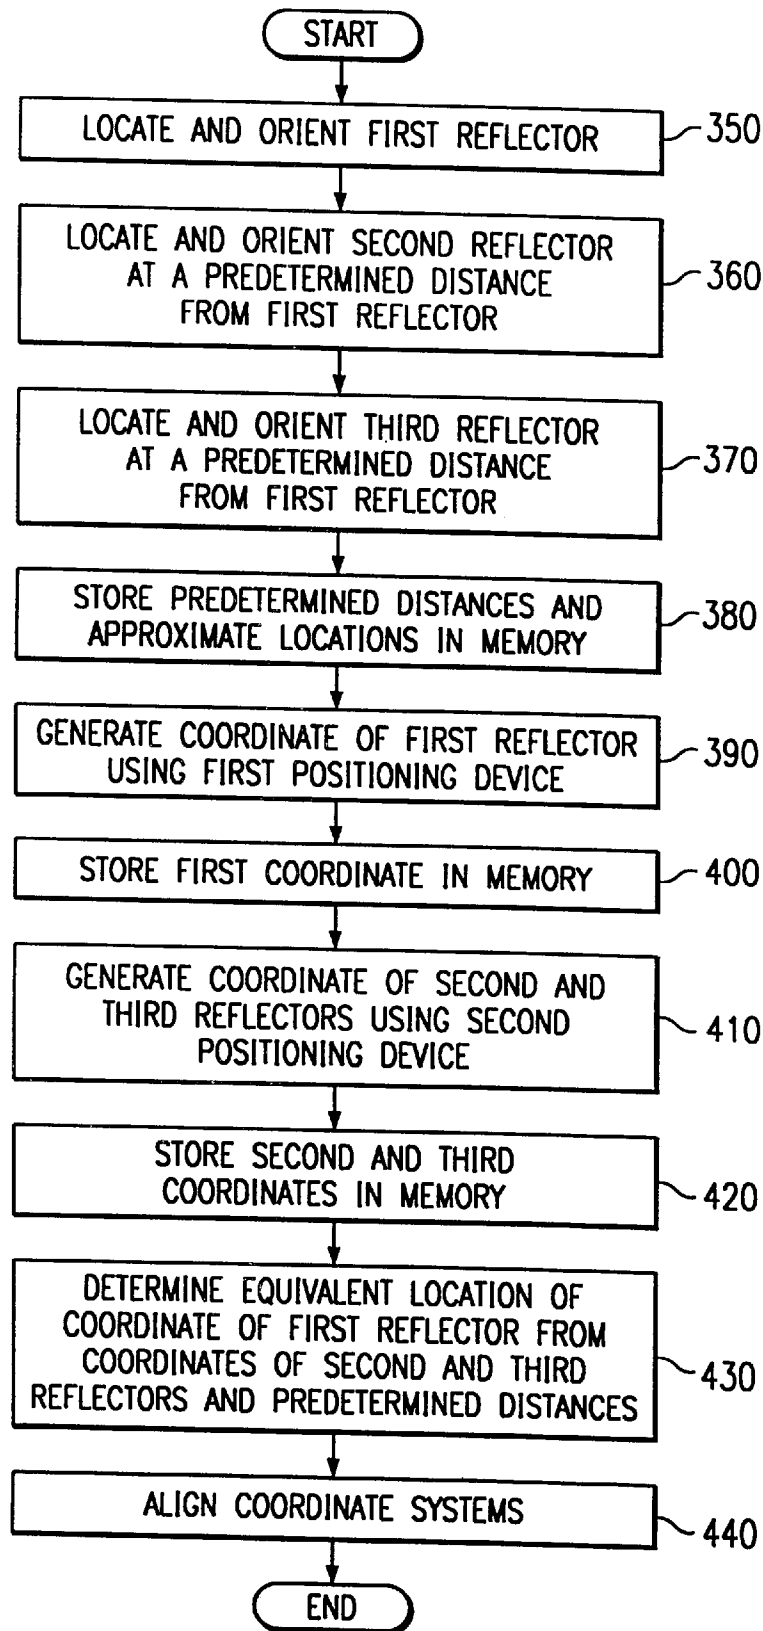 START
LOCATE AND ORIENT FIRST REFLECTOR
350
LOCATE AND ORIENT SECOND REFLECTOR
AT A PREDETERMINED DISTANCE
FROM FIRST REFLECTOR
360
LOCATE AND ORIENT THIRD REFLECTOR
AT A PREDETERMINED DISTANCE
FROM FIRST REFLECTOR
370
STORE PREDETERMINED DISTANCES AND
APPROXIMATE LOCATIONS IN MEMORY
380
GENERATE COORDINATE OF FIRST REFLECTOR
USING FIRST POSITIONING DEVICE
390
STORE FIRST COORDINATE IN MEMORY
400
GENERATE COORDINATE OF SECOND AND
THIRD REFLECTORS USING SECOND
POSITIONING DEVICE
410
STORE SECOND AND THIRD
COORDINATES IN MEMORY
420
DETERMINE EQUIVALENT LOCATION OF
COORDINATE OF FIRST REFLECTOR FROM
COORDINATES OF SECOND AND THIRD
REFLECTORS AND PREDETERMINED DISTANCES
430
ALIGN COORDINATE SYSTEMS
440
END